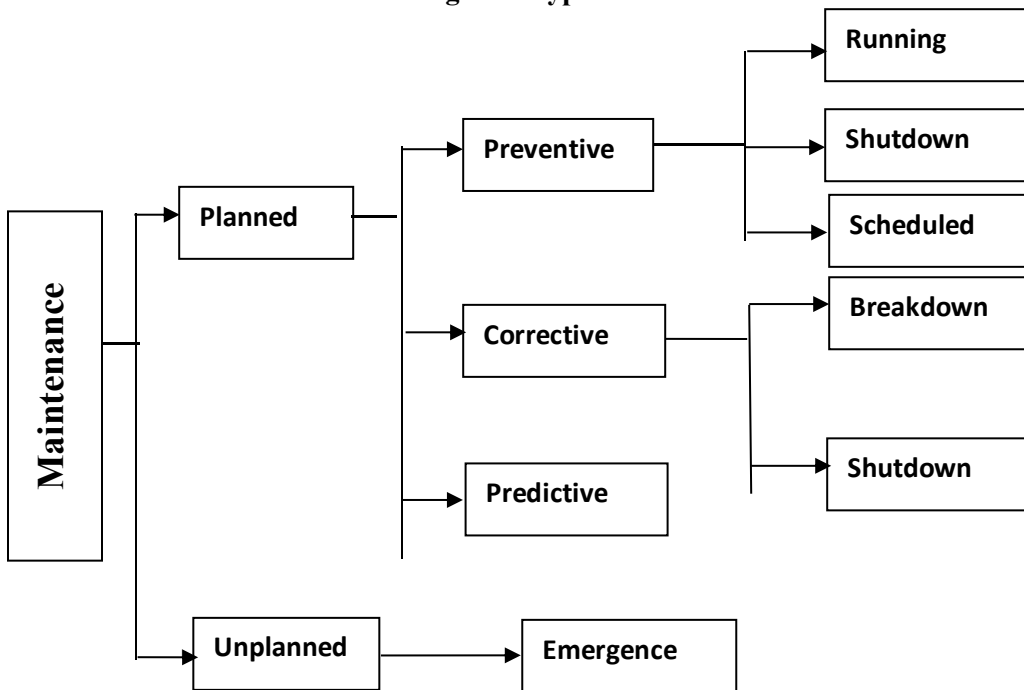 Running
Shutdown
Preventive
Planned
Scheduled
Maintenance
Breakdown
Corrective
Shutdown
Predictive
Unplanned
Emergence